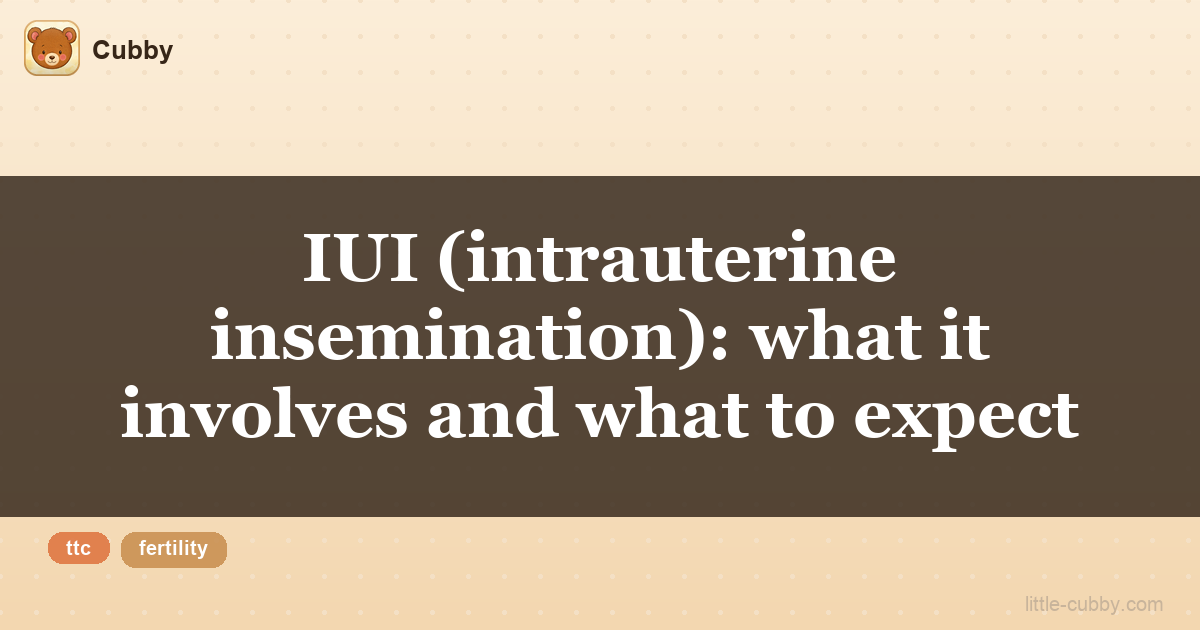 Cubby
IUI (intrauterine
insemination): what it
involves and what to expect
ttc
fertility
little-cubby.com